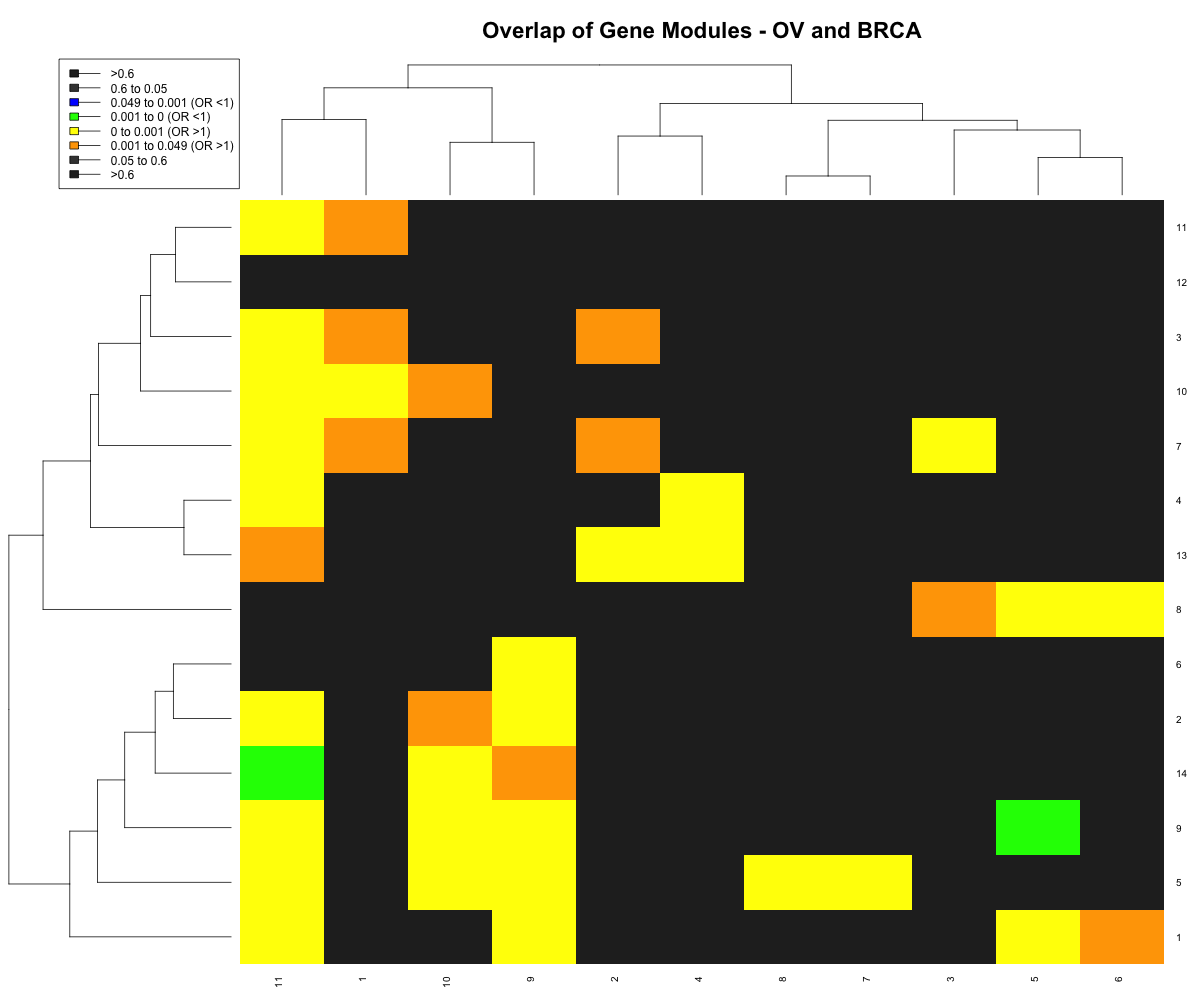 Overlap of Gene Modules - OV and BRCA
>0.6
0.6 to 0.05
0.049 to 0.001 (OR <1)
0.001 to 0 (OR <1)
0 to 0.001 (OR >1)
0.001 to 0.049 (OR >1)
0.05 to 0.6
>0.6
11
12
3
10
7
4
13
8
6
2
14
9
5
1
11 1 10 9 2 4 8 7 3 5 6